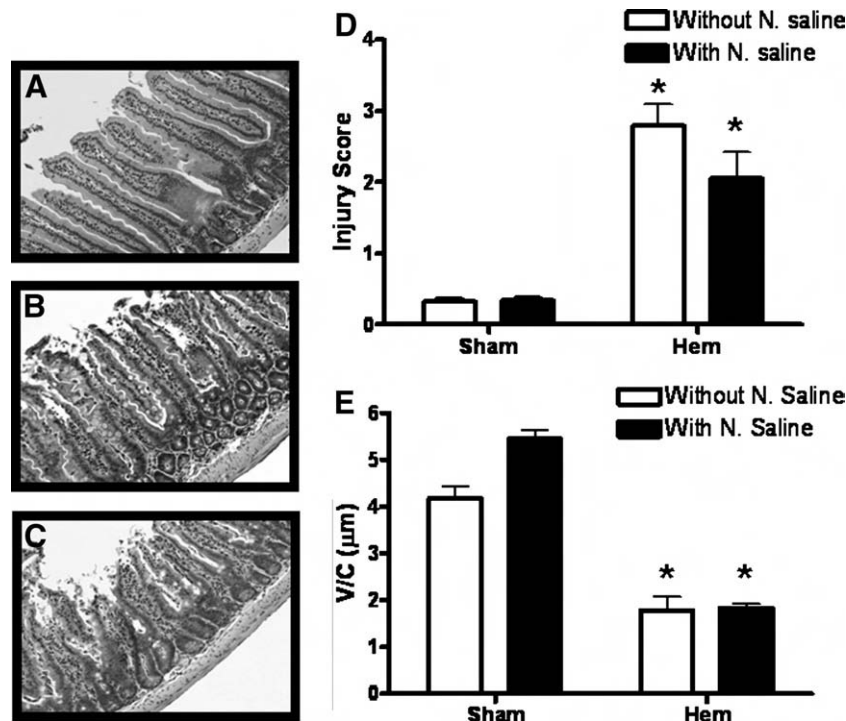 A
B
C
D
Without N. saline
With N. saline
4
3
2
1
0
Injury Score
*
*
Sham
Hem
E
Without N. Saline
With N. Saline
6
5
4
3
2
1
0
V/C (μm)
*
*
Sham
Hem